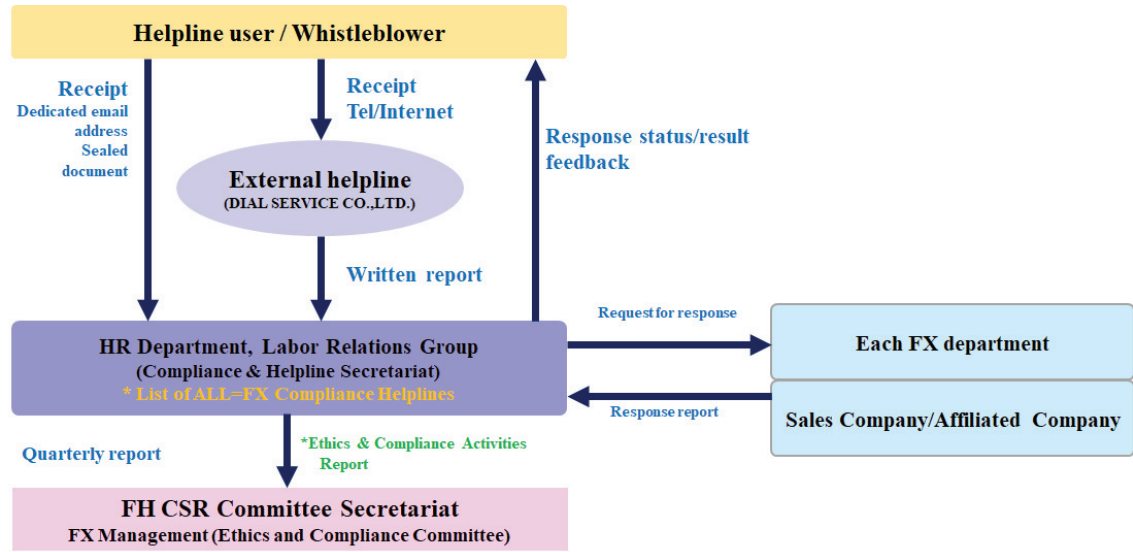 Helpline user / Whistleblower
Receipt
Dedicated email
address
Sealed
document
Receipt
Tel/Internet
Response status/result
feedback
External helpline
(DIAL SERVICE CO.,LTD.)
Written report
HR Department, Labor Relations Group
(Compliance & Helpline Secretariat)
* List of ALL=FX Compliance Helplines
Request for response
Each FX department
Response report
Sales Company/Affiliated Company
Quarterly report
*Ethics & Compliance Activities
Report
FH CSR Committee Secretariat
FX Management (Ethics and Compliance Committee)